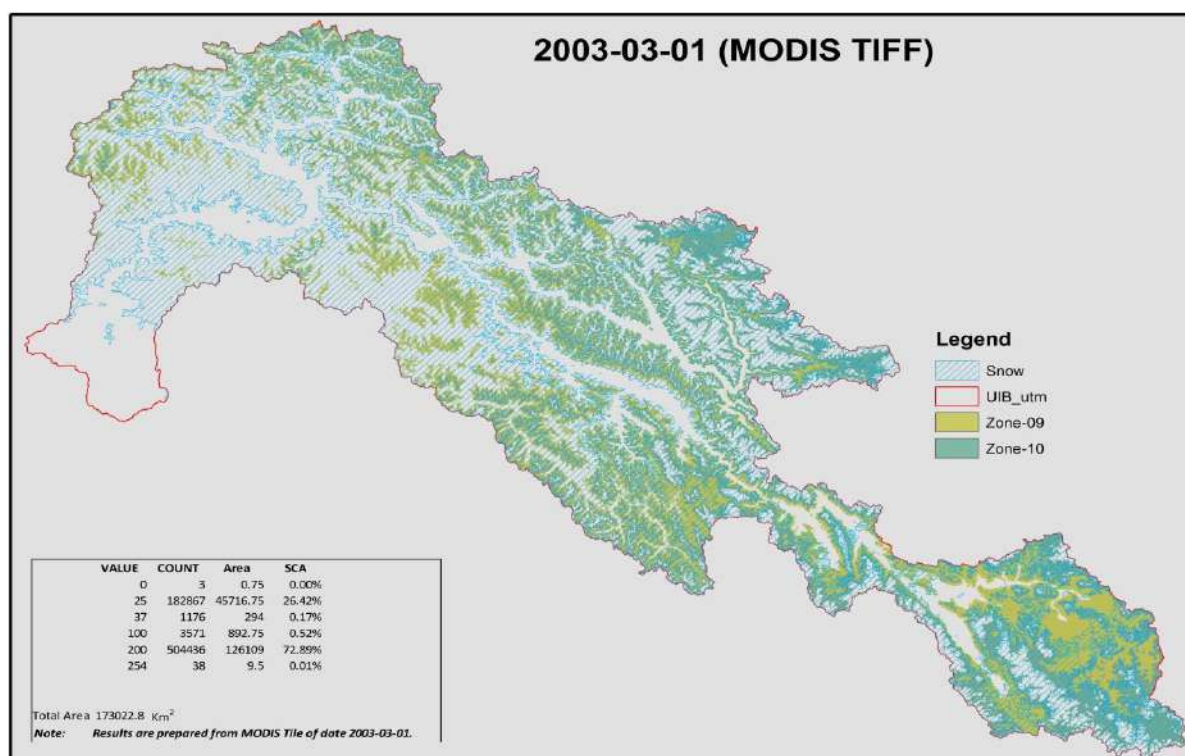 2003-03-01 (MODIS TIFF)
Legend
Snow
UIB_utm
Zone-09
Zone-10
VALUE COUNT Area SCA
0 3 0.75 0.00%
25 182867 45716.75 26.42%
37 1176 294 0.17%
100 3571 892.75 0.52%
200 504436 126109 72.89%
254 38 9.5 0.01%
Total Area 173022.8 Km²
Note: Results are prepared from MODIS Tile of date 2003-03-01.